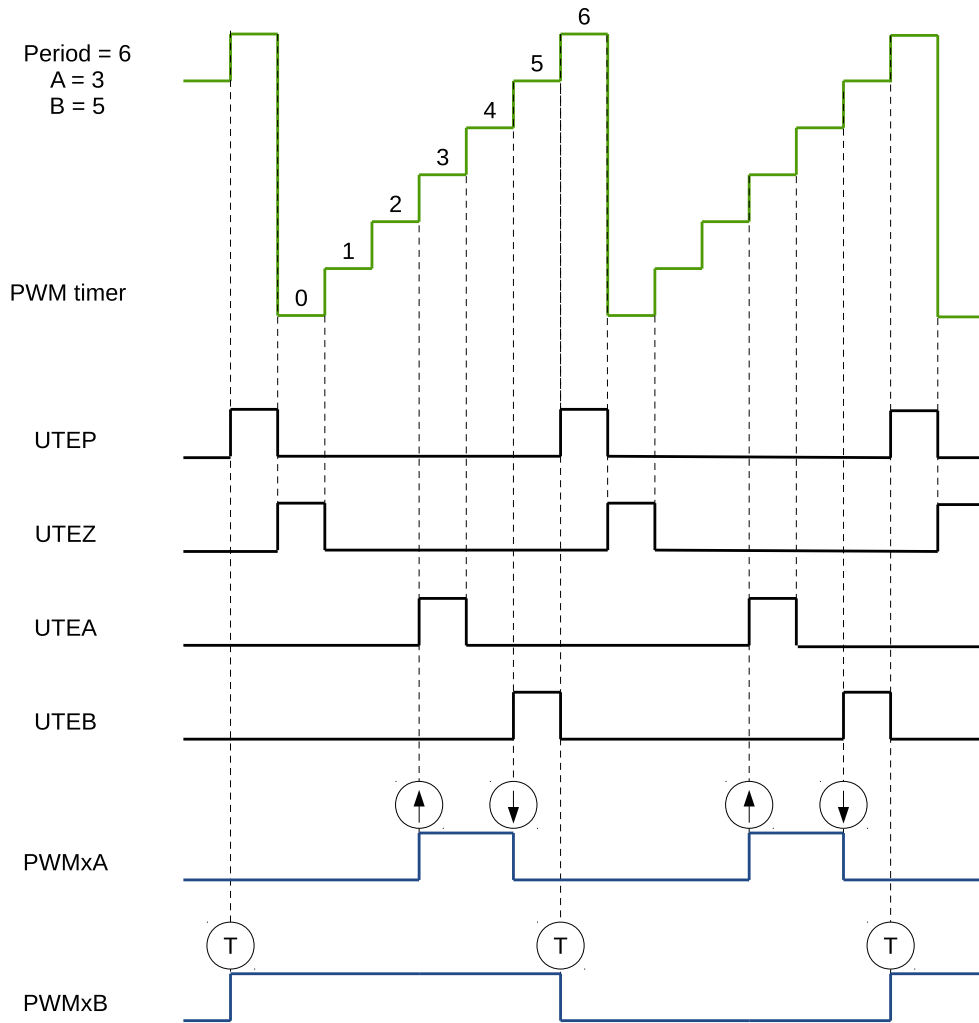 6
Period = 6
A = 3
B = 5
5
4
3
2
1
0
PWM timer
UTEP
UTEZ
UTEA
UTEB
PWMxA
T T T
PWMxB